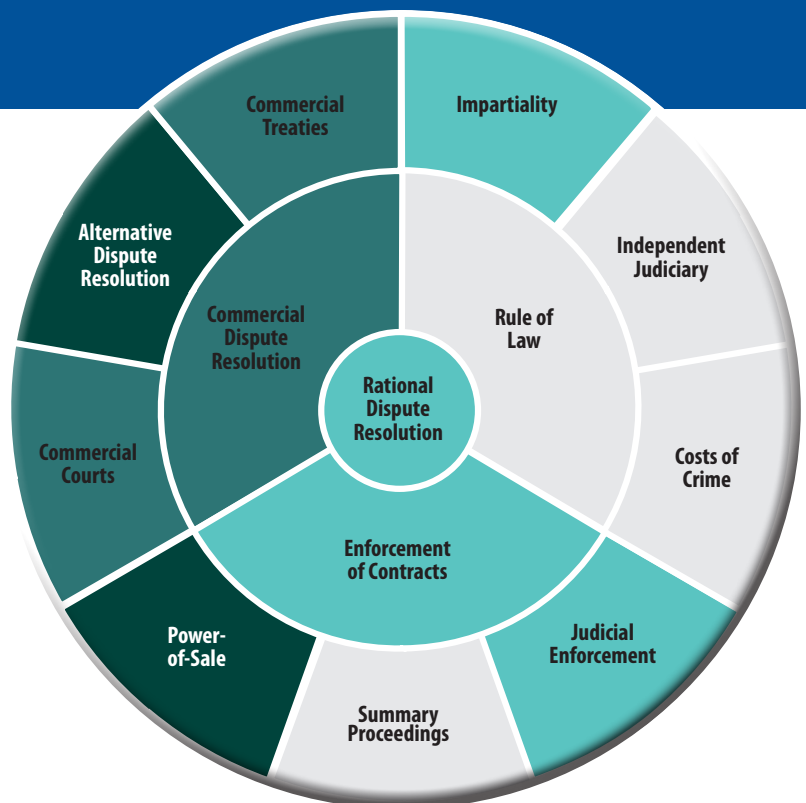 Commercial
Treaties
Impartiality
Alternative
Dispute
Resolution
Independent
Judiciary
Commercial
Dispute
Resolution
Rule of
Law
Rational
Dispute
Resolution
Commercial
Courts
Costs of
Crime
Enforcement
of Contracts
Power-
of-Sale
Judicial
Enforcement
Summary
Proceedings